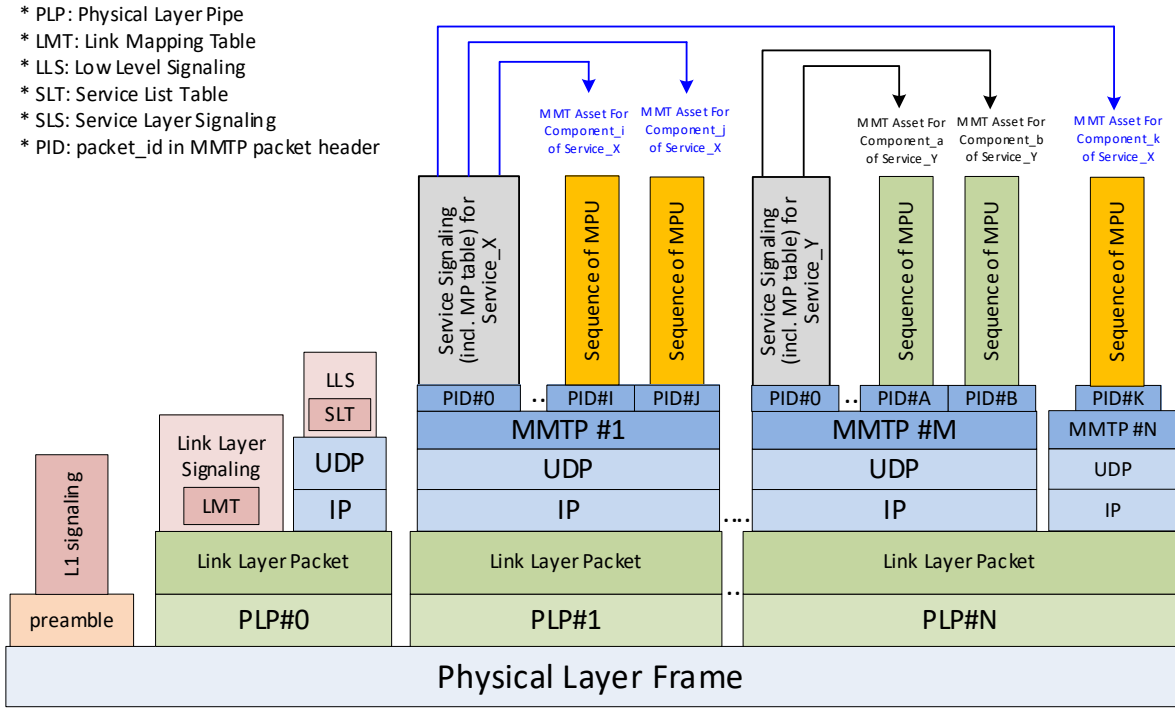 * PLP: Physical Layer Pipe
* LMT: Link Mapping Table
* LLS: Low Level Signaling
* SLT: Service List Table
* SLS: Service Layer Signaling
* PID: packet_id in MMTP packet header
MMT Asset For
Component_i
of Service_X
MMT Asset For
Component_j
of Service_X
MMT Asset For
Component_a
of Service_Y
MMT Asset For
Component_b
of Service_Y
MMT Asset For
Component_k
of Service_X
Service Signaling
(incl. MP table) for
Service_X
Sequence of MPU
Sequence of MPU
Service Signaling
(incl. MP table) for
Service_Y
Sequence of MPU
Sequence of MPU
Sequence of MPU
LLS
SLT
PID#0
..
PID#I
PID#J
PID#0
..
PID#A
PID#B
PID#K
Link Layer
Signaling
LMT
UDP
IP
MMTP #1
UDP
IP
....
MMTP #M
UDP
IP
MMTP #N
UDP
IP
L1 signaling
Link Layer Packet
Link Layer Packet
Link Layer Packet
preamble
PLP#0
PLP#1
..
PLP#N
Physical Layer Frame